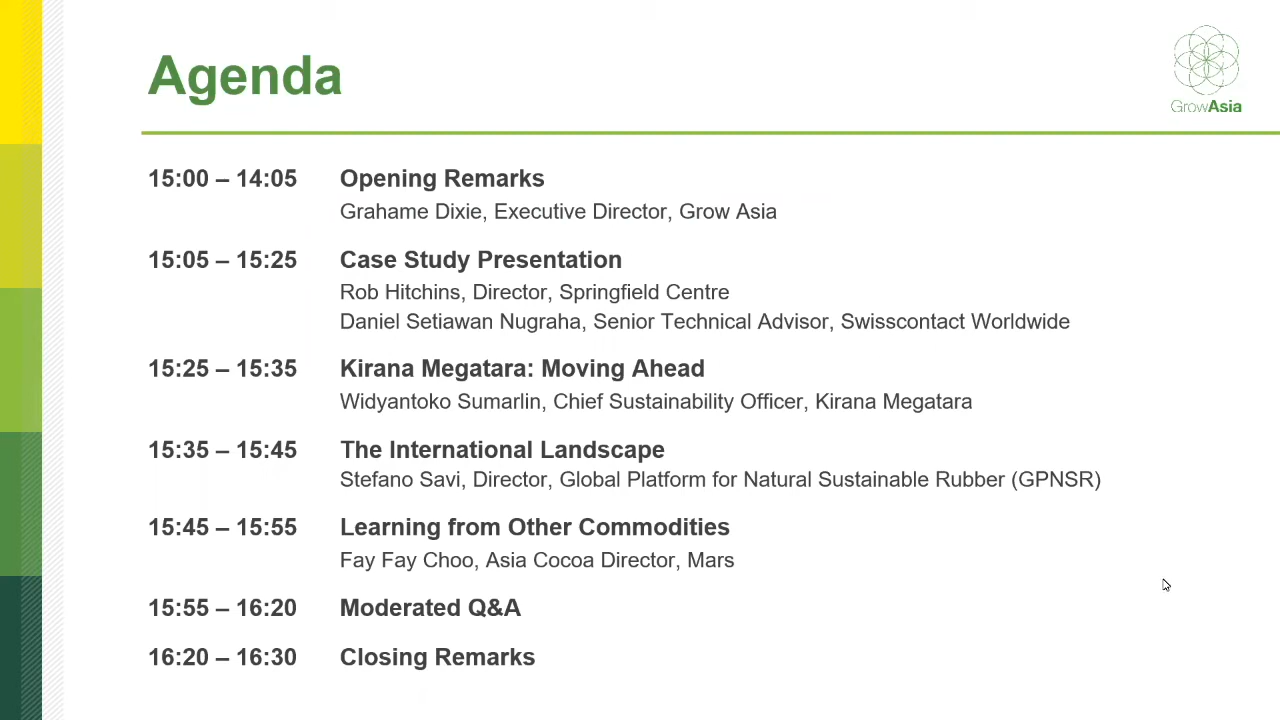 Agenda
GrowAsia
15:00 – 14:05 Opening Remarks
Grahame Dixie, Executive Director, Grow Asia
15:05 – 15:25 Case Study Presentation
Rob Hitchins, Director, Springfield Centre
Daniel Setiawan Nugraha, Senior Technical Advisor, Swisscontact Worldwide
15:25 – 15:35 Kirana Megatara: Moving Ahead
Widyantoko Sumarlin, Chief Sustainability Officer, Kirana Megatara
15:35 – 15:45 The International Landscape
Stefano Savi, Director, Global Platform for Natural Sustainable Rubber (GPNSR)
15:45 – 15:55 Learning from Other Commodities
Fay Fay Choo, Asia Cocoa Director, Mars
15:55 – 16:20 Moderated Q&A
16:20 – 16:30 Closing Remarks